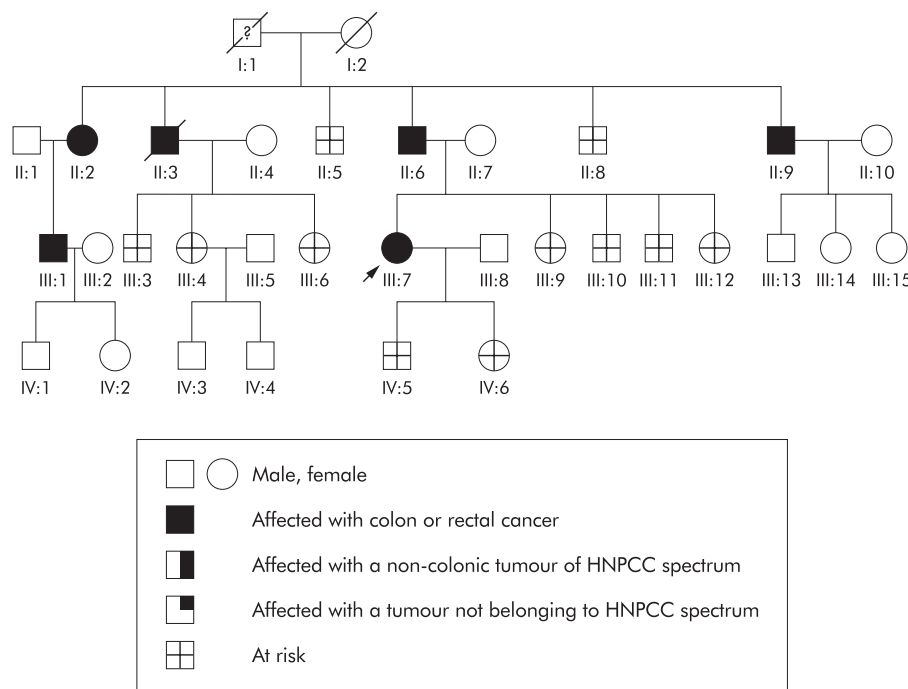 ?
I:1 I:2
II:1 II:2 II:3 II:4 II:5 II:6 II:7 II:8 II:9 II:10
III:1 III:2 III:3 III:4 III:5 III:6 III:7 III:8 III:9 III:10 III:11 III:12 III:13 III:14 III:15
IV:1 IV:2 IV:3 IV:4 IV:5 IV:6
Male, female
Affected with colon or rectal cancer
Affected with a non-colonic tumour of HNPCC spectrum
Affected with a tumour not belonging to HNPCC spectrum
At risk